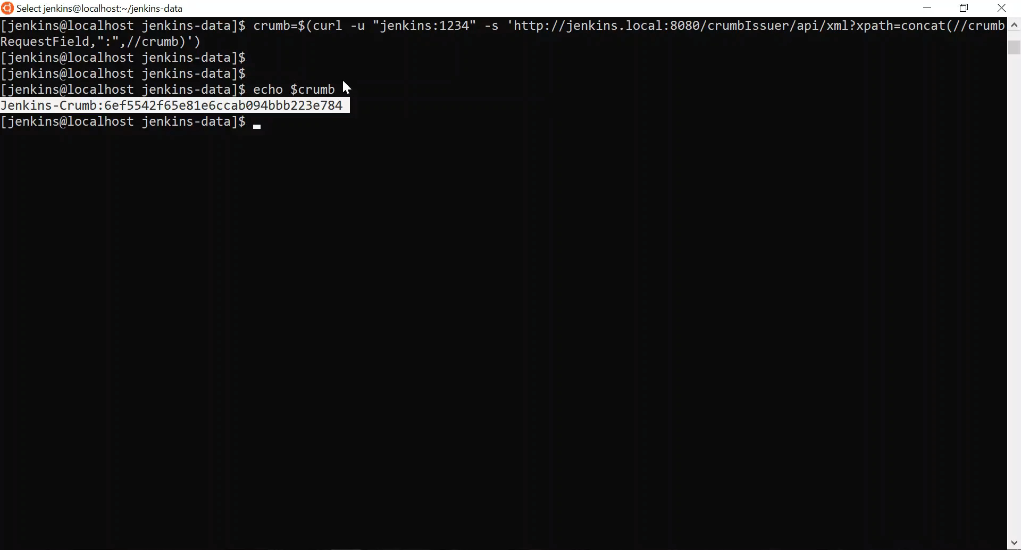 Select jenkins@localhost:~/jenkins-data
[jenkins@localhost jenkins-data]$ crumb=$(curl -u "jenkins:1234" -s 'http://jenkins.local:8080/crumbIssuer/api/xml?xpath=concat(//crumb
RequestField,":",//crumb)')
[jenkins@localhost jenkins-data]$
[jenkins@localhost jenkins-data]$
[jenkins@localhost jenkins-data]$ echo $crumb
Jenkins-Crumb:6ef5542f65e81e6ccab094bbb223e784
[jenkins@localhost jenkins-data]$